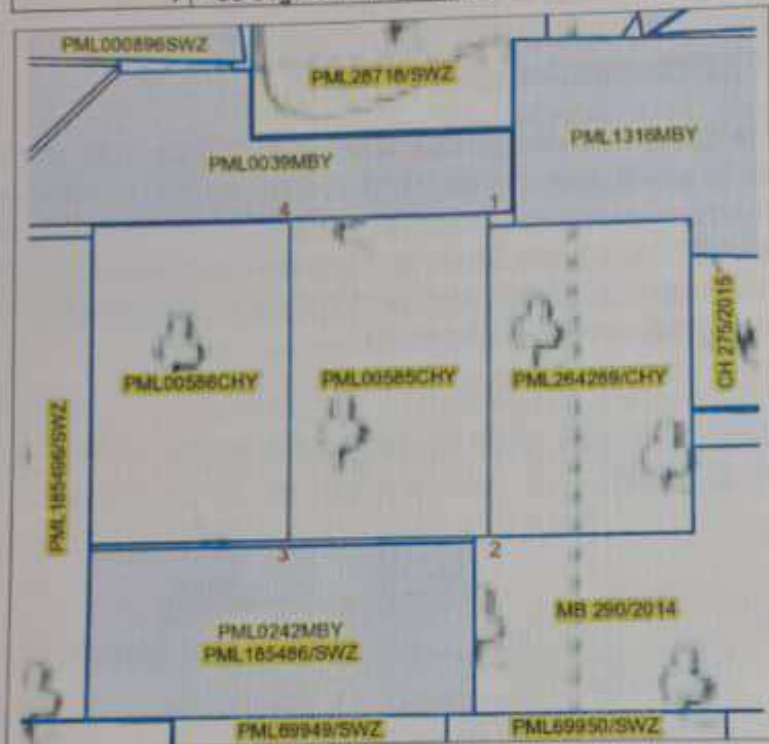 PML000896SWZ
PML28718/SWZ
PML1316MBY
PML0039MBY
4
1
CH 275/2015
PML00586CHY
PML00585CHY
PML264289/CHY
PML185496/SWZ
3
2
PML0242MBY
PML185486/SWZ
MB 290/2014
PML69949/SWZ
PML69950/SWZ